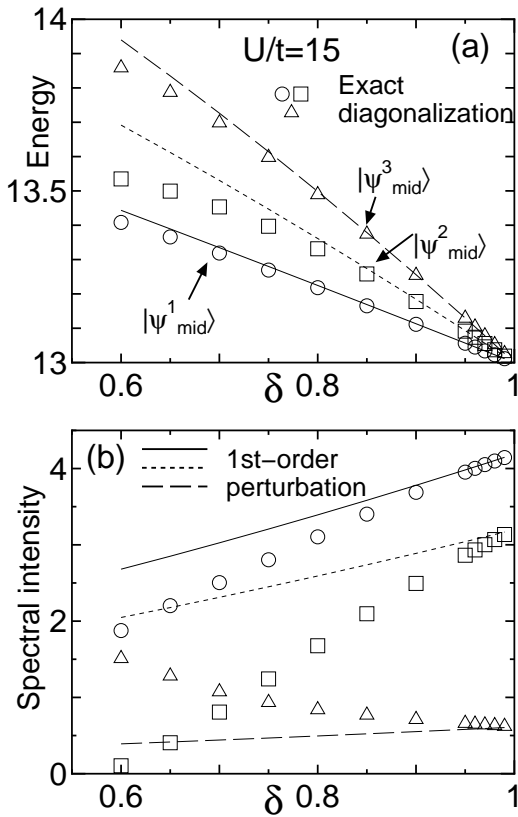 14
U/t=15
(a)
Exact
diagonalization
Energy
13.5
|ψ³mid⟩
|ψ²mid⟩
|ψ¹mid⟩
13
0.6
δ
0.8
1
(b)
1st−order
perturbation
4
Spectral intensity
2
0
0.6
δ
0.8
1